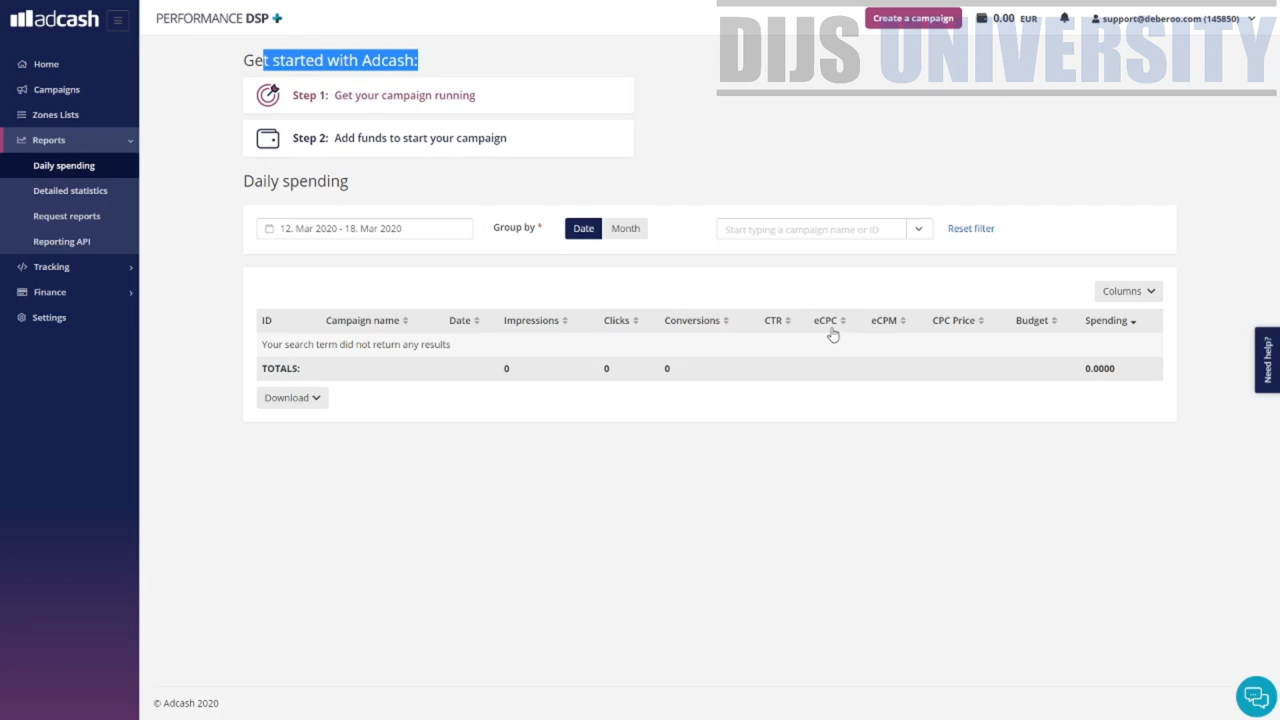 adcash
PERFORMANCE DSP
Create a campaign
0.00 EUR
support@deberoo.com (145850)
DIJS UNIVERSITY
Home
Campaigns
Zones Lists
Reports
Daily spending
Detailed statistics
Request reports
Reporting API
Tracking
Finance
Settings
Get started with Adcash:
Step 1: Get your campaign running
Step 2: Add funds to start your campaign
Daily spending
12. Mar 2020 - 18. Mar 2020
Group by *
Date
Month
Start typing a campaign name or ID
Reset filter
Columns
ID Campaign name Date Impressions Clicks Conversions CTR eCPC eCPM CPC Price Budget Spending
Your search term did not return any results
TOTALS: 0 0 0 0.0000
Download
Need help?
© Adcash 2020